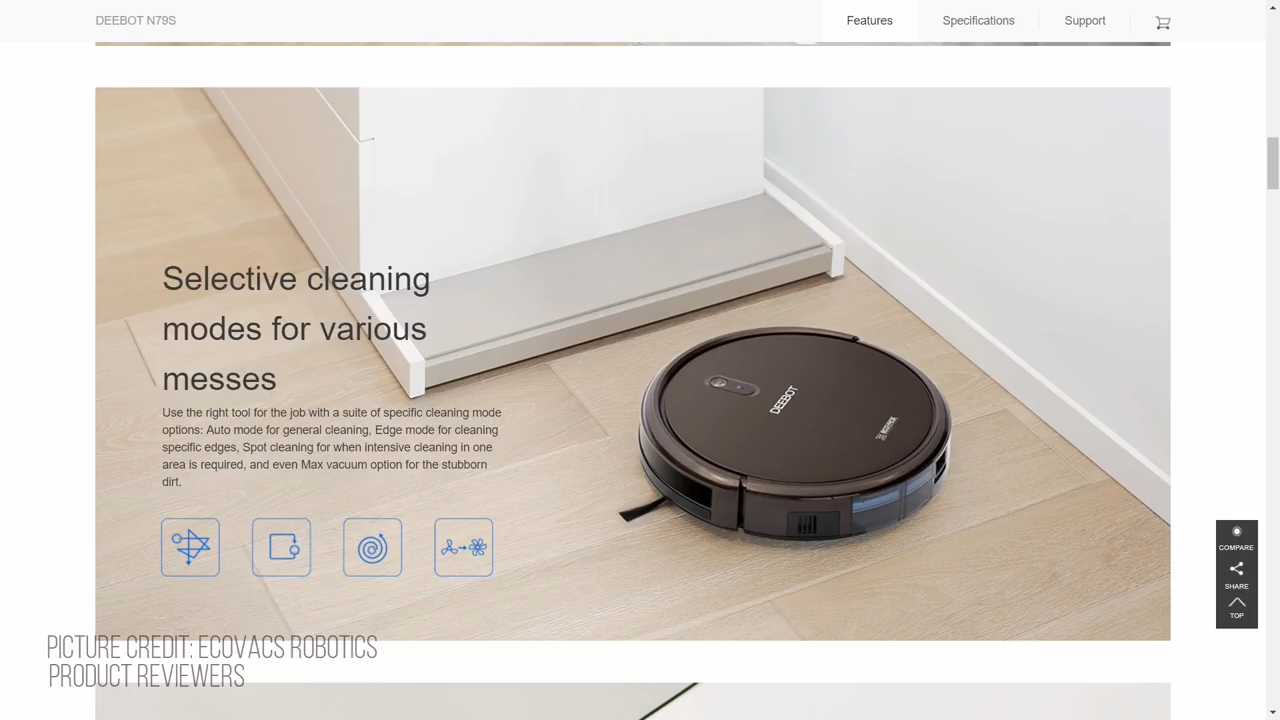 DEEBOT N79S
Features
Specifications
Support
Selective cleaning
modes for various
messes
Use the right tool for the job with a suite of specific cleaning mode
options: Auto mode for general cleaning, Edge mode for cleaning
specific edges, Spot cleaning for when intensive cleaning in one
area is required, and even Max vacuum option for the stubborn
dirt.
DEEBOT
ECOVACS
COMPARE
SHARE
TOP
PICTURE CREDIT: ECOVACS ROBOTICS
PRODUCT REVIEWERS